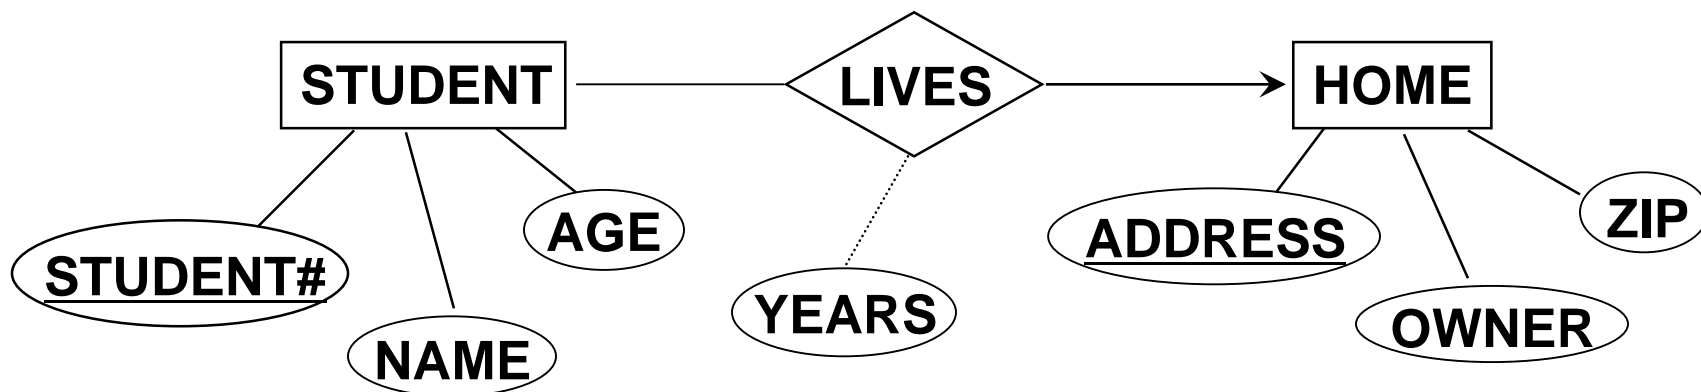 STUDENT
LIVES
HOME
STUDENT#
NAME
AGE
YEARS
ADDRESS
OWNER
ZIP